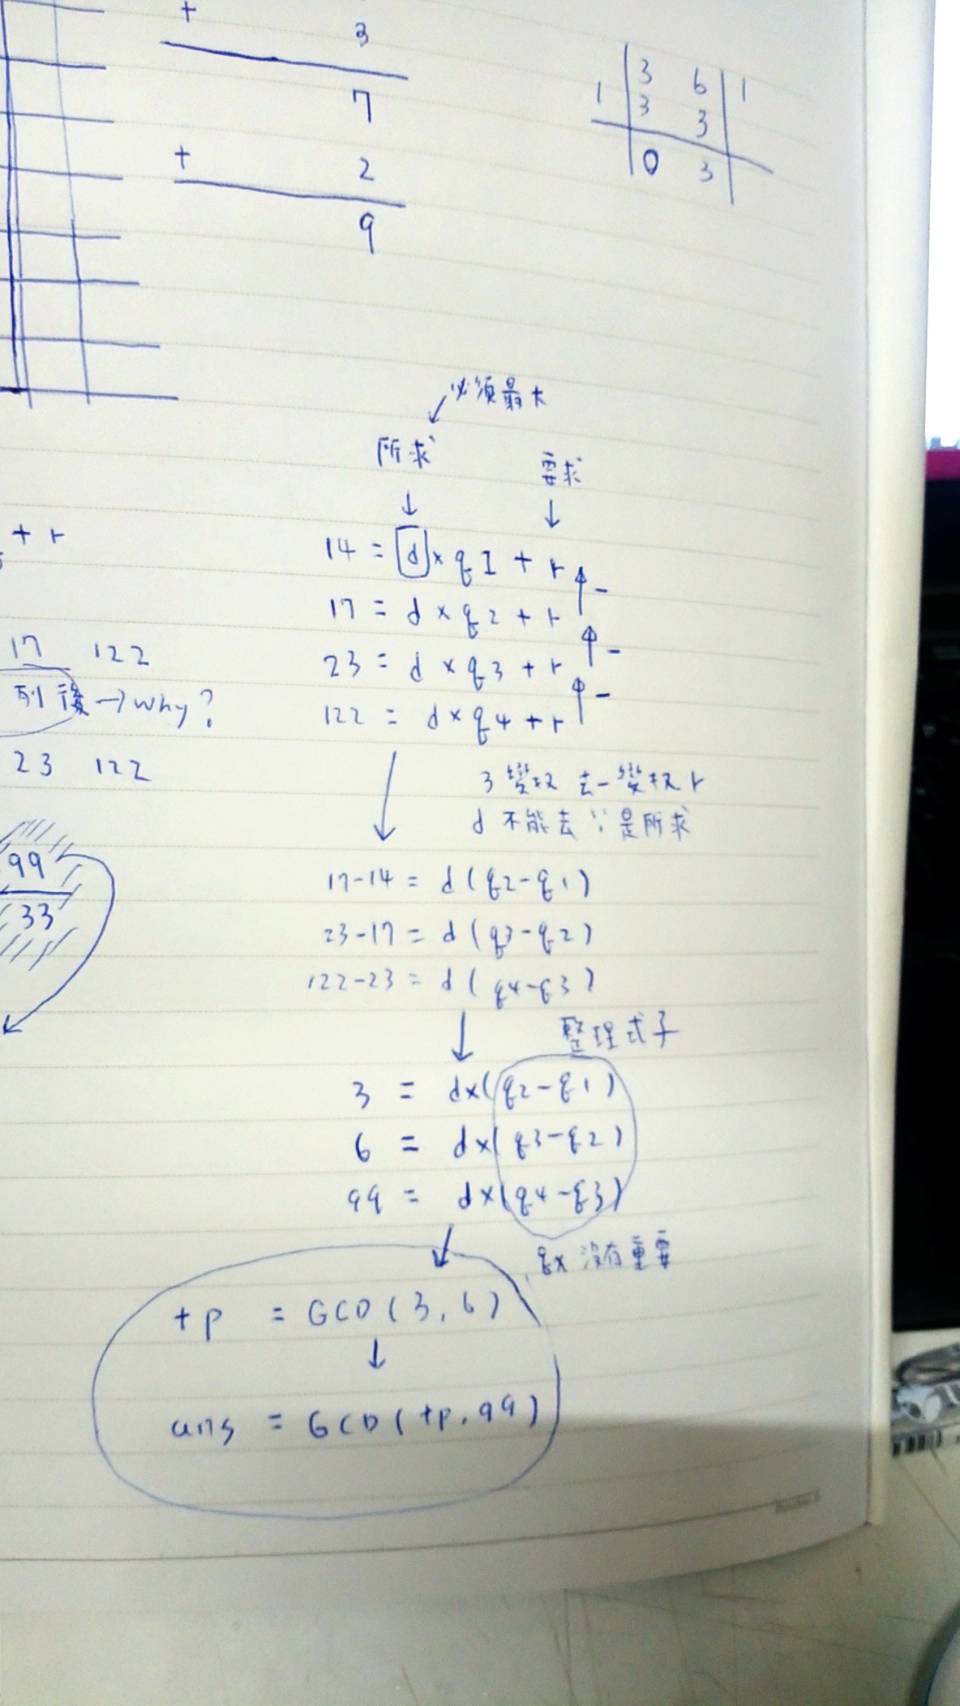 + 3
7
+ 2
9
3 6
1 3 3 1
0 3
必須最大
所求
要求
+ r
14 = d × q1 + r
17 = d × q2 + r
23 = d × q3 + r
122 = d × q4 + r
-
-
-
17 122
列後 → why?
23 122
99
33
3變數 去一變數 r
d 不能去 ∵是所求
17-14 = d(q2-q1)
23-17 = d(q3-q2)
122-23 = d(q4-q3)
整理式子
3 = d×(q2-q1)
6 = d×(q3-q2)
99 = d×(q4-q3)
qx 沒有重要
tp = GCD(3,6)
ans = GCD(tp,99)